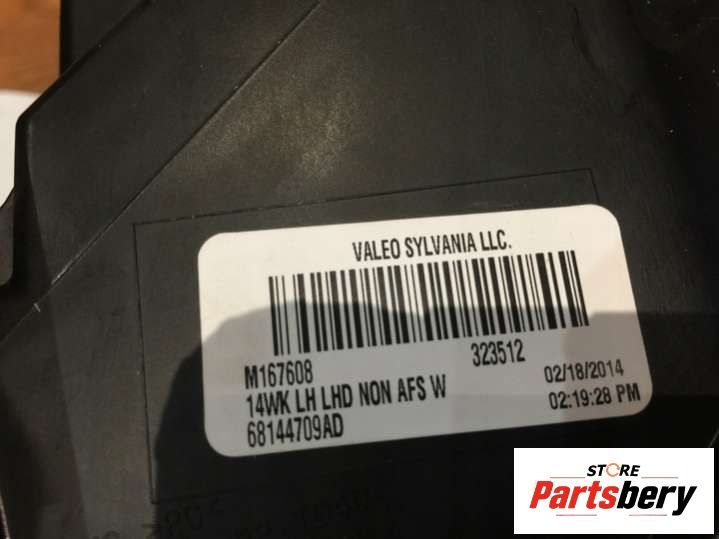 VALEO SYLVANIA LLC.
M167608 323512 02/18/2014
14WK LH LHD NON AFS W 02:19:28 PM
68144709AD
STORE
Partsbery